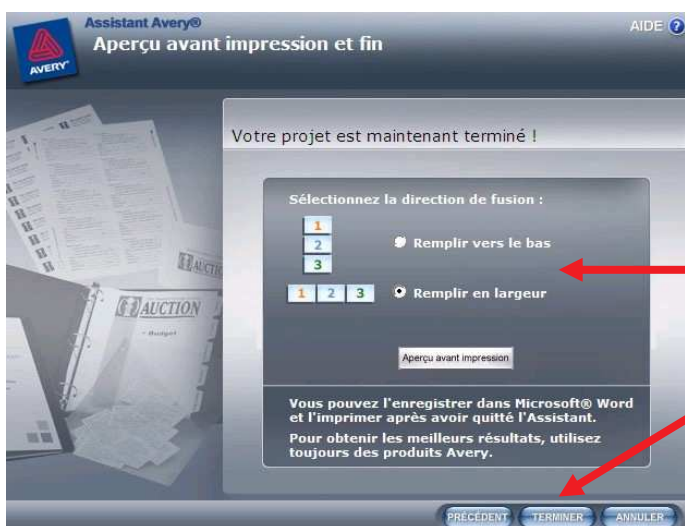 Assistant Avery®
Aperçu avant impression et fin
AIDE ?
AVERY™
Votre projet est maintenant terminé !
Sélectionnez la direction de fusion :
1
2
3
Remplir vers le bas
1 2 3
Remplir en largeur
AUCTION
AUCTION
Aperçu avant impression
Vous pouvez l'enregistrer dans Microsoft® Word
et l'imprimer après avoir quitté l'Assistant.
Pour obtenir les meilleurs résultats, utilisez
toujours des produits Avery.
PRÉCÉDENT
TERMINER
ANNULER